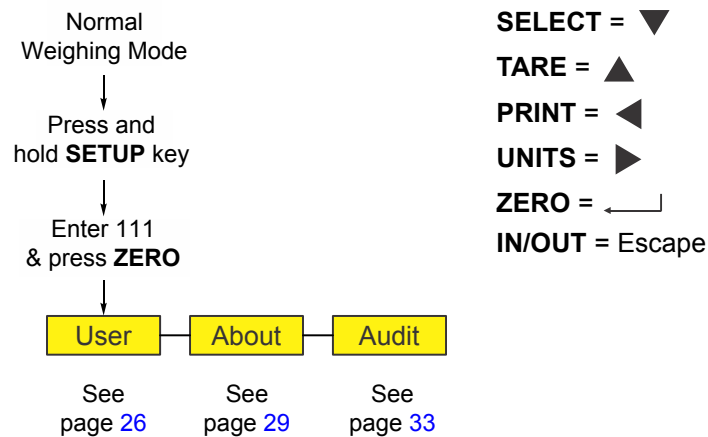 Normal
Weighing Mode
Press and
hold SETUP key
Enter 111
& press ZERO
User
About
Audit
See
page 26
See
page 29
See
page 33
SELECT = ▼
TARE = ▲
PRINT = ◀
UNITS = ▶
ZERO = ↵
IN/OUT = Escape